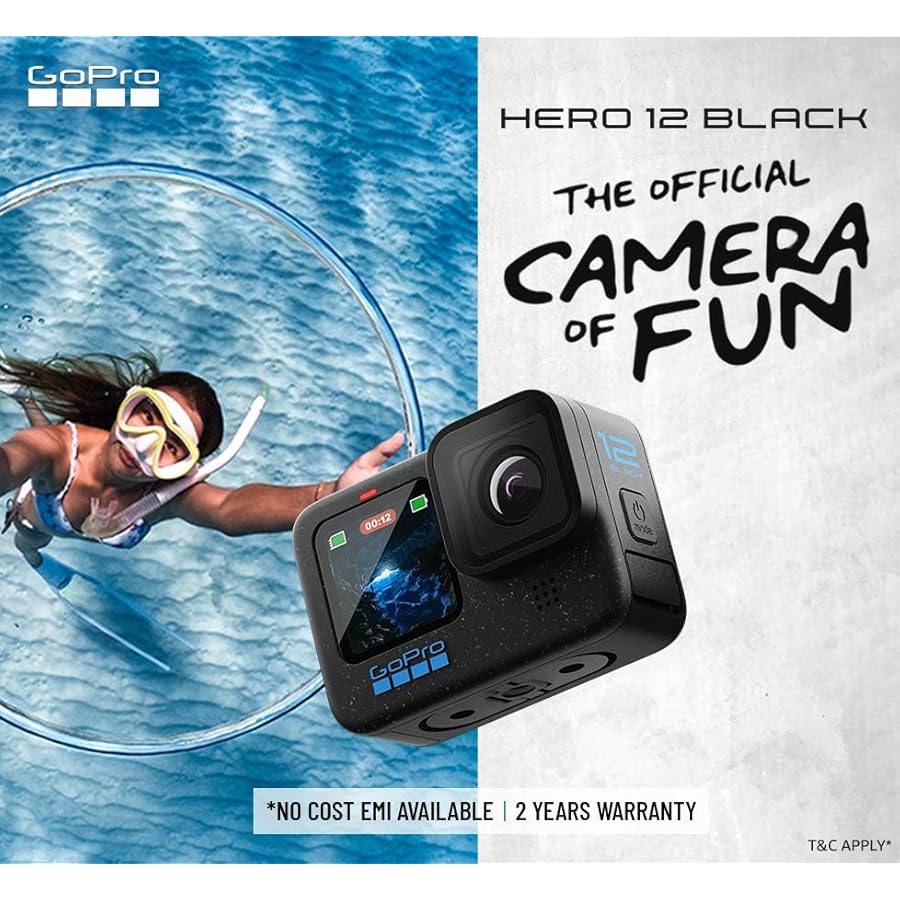 GoPro
HERO 12 BLACK
THE OFFICIAL
CAMERA
OF FUN
12
BLACK
mode
00:12
GoPro
*NO COST EMI AVAILABLE | 2 YEARS WARRANTY
T&C APPLY*